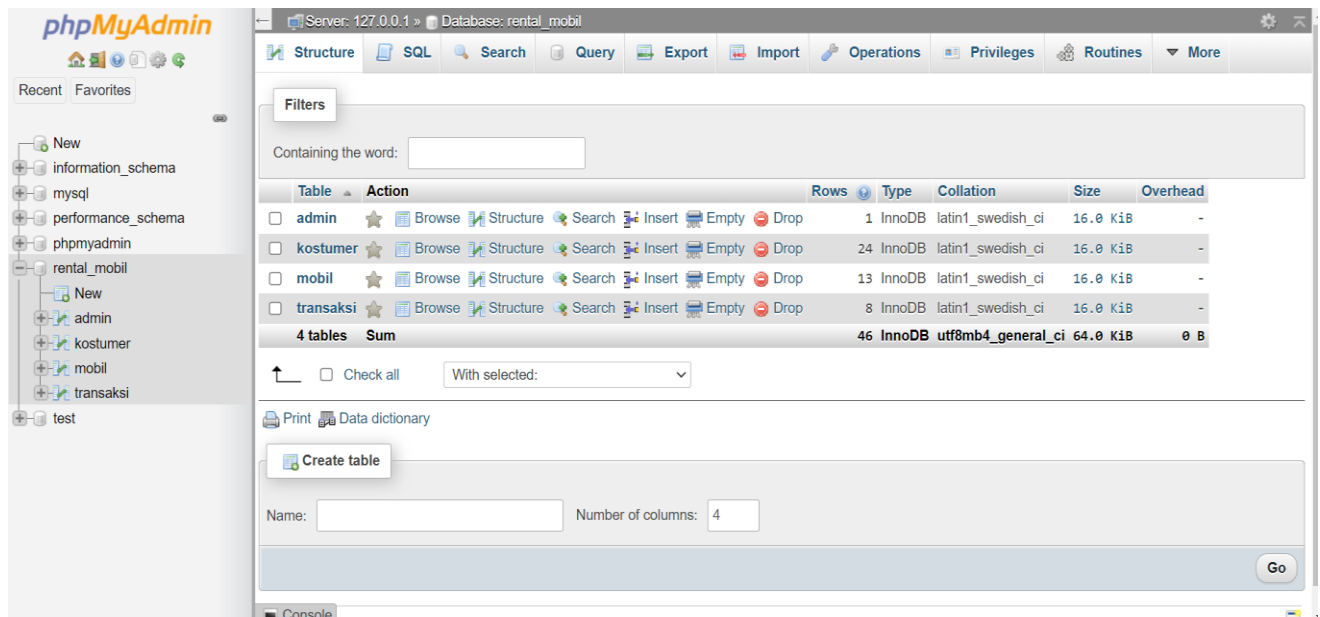 phpMyAdmin
Recent Favorites
New
information_schema
mysql
performance_schema
phpmyadmin
rental_mobil
New
admin
kostumer
mobil
transaksi
test
Server: 127.0.0.1 » Database: rental_mobil
Structure SQL Search Query Export Import Operations Privileges Routines More
Filters
Containing the word:
Table Action Rows Type Collation Size Overhead
admin Browse Structure Search Insert Empty Drop 1 InnoDB latin1_swedish_ci 16.0 KiB -
kostumer Browse Structure Search Insert Empty Drop 24 InnoDB latin1_swedish_ci 16.0 KiB -
mobil Browse Structure Search Insert Empty Drop 13 InnoDB latin1_swedish_ci 16.0 KiB -
transaksi Browse Structure Search Insert Empty Drop 8 InnoDB latin1_swedish_ci 16.0 KiB -
4 tables Sum 46 InnoDB utf8mb4_general_ci 64.0 KiB 0 B
Check all With selected:
Print Data dictionary
Create table
Name: Number of columns: 4
Go
Console